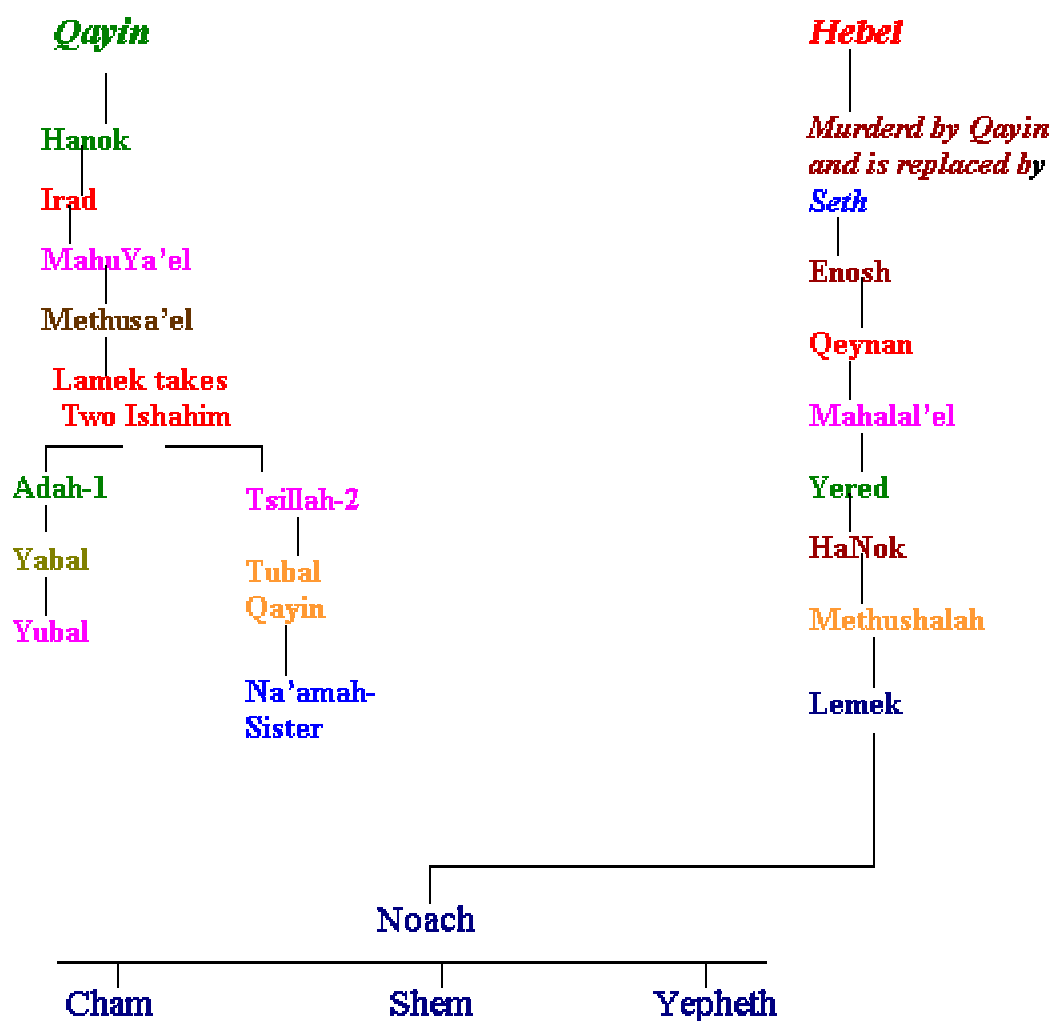 Qayin
Hanok
Irad
MahuYa'el
Methusa'el
Lamek takes
Two Ishahim
Adah-1
Yabal
Yubal
Tsillah-2
Tubal
Qayin
Na'amah-
Sister
Hebel
Murderd by Qayin
and is replaced by
Seth
Enosh
Qeynan
Mahalal'el
Yered
HaNok
Methushalah
Lemek
Noach
Cham
Shem
Yepheth